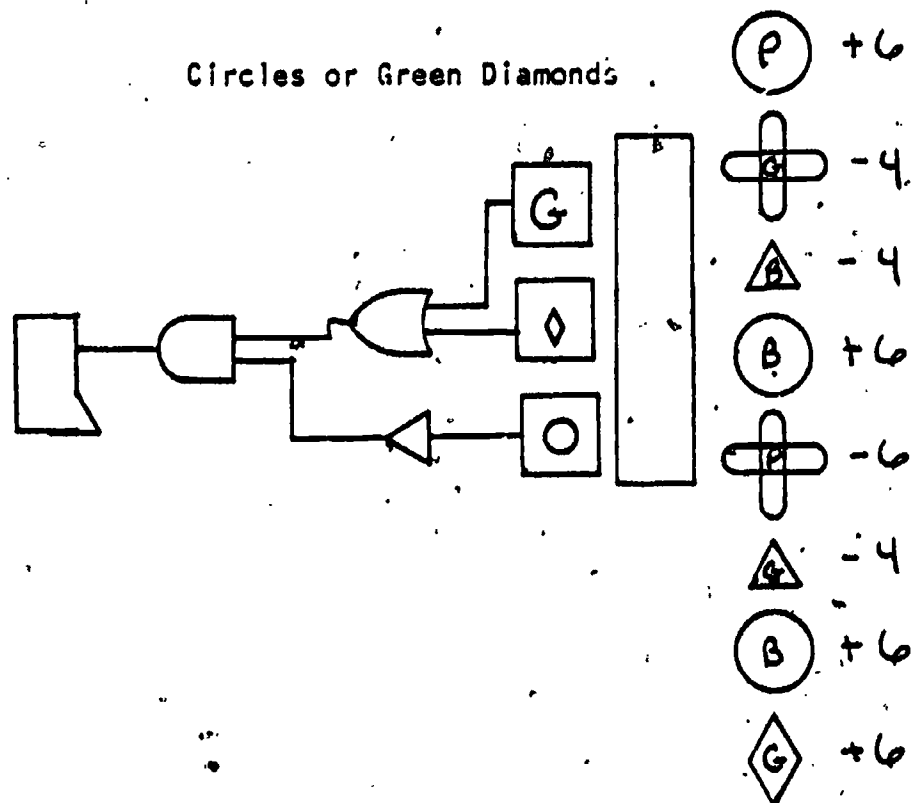 Circles or Green Diamonds
P +6
G -4
G
B -4
B +6
P -6
G -4
B +6
G +6